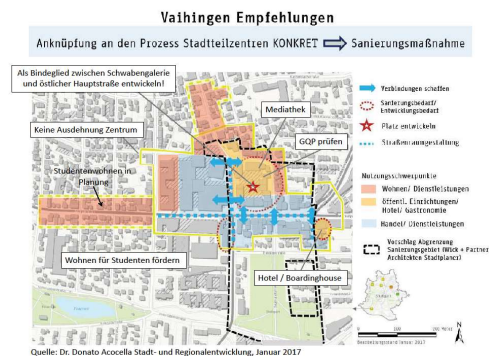 Vaihingen Empfehlungen
Anknüpfung an den Prozess Stadtteilzentren KONKRET Sanierungsmaßnahme
Als Bindeglied zwischen Schwabengalerie
und östlicher Hauptstraße entwickeln!
Mediathek
Keine Ausdehnung Zentrum
GQP prüfen
Studentenwohnen in
Planung
Wohnen für Studenten fördern
Hotel / Boardinghouse
Verbindungen schaffen
Sanierungsbedarf/
Entwicklungsbedarf
Platz entwickeln
Straßenraumgestaltung
Nutzungsschwerpunkte
Wohnen/ Dienstleistungen
öffentl. Einrichtungen/
Hotel/ Gastronomie
Handel/ Dienstleistungen
Vorschlag Abgrenzung
Sanierungsgebiet (Wick + Partner
Architekten Stadtplaner)
Bearbeitungsstand Januar 2017
N
Quelle: Dr. Donato Acocella Stadt- und Regionalentwicklung, Januar 2017